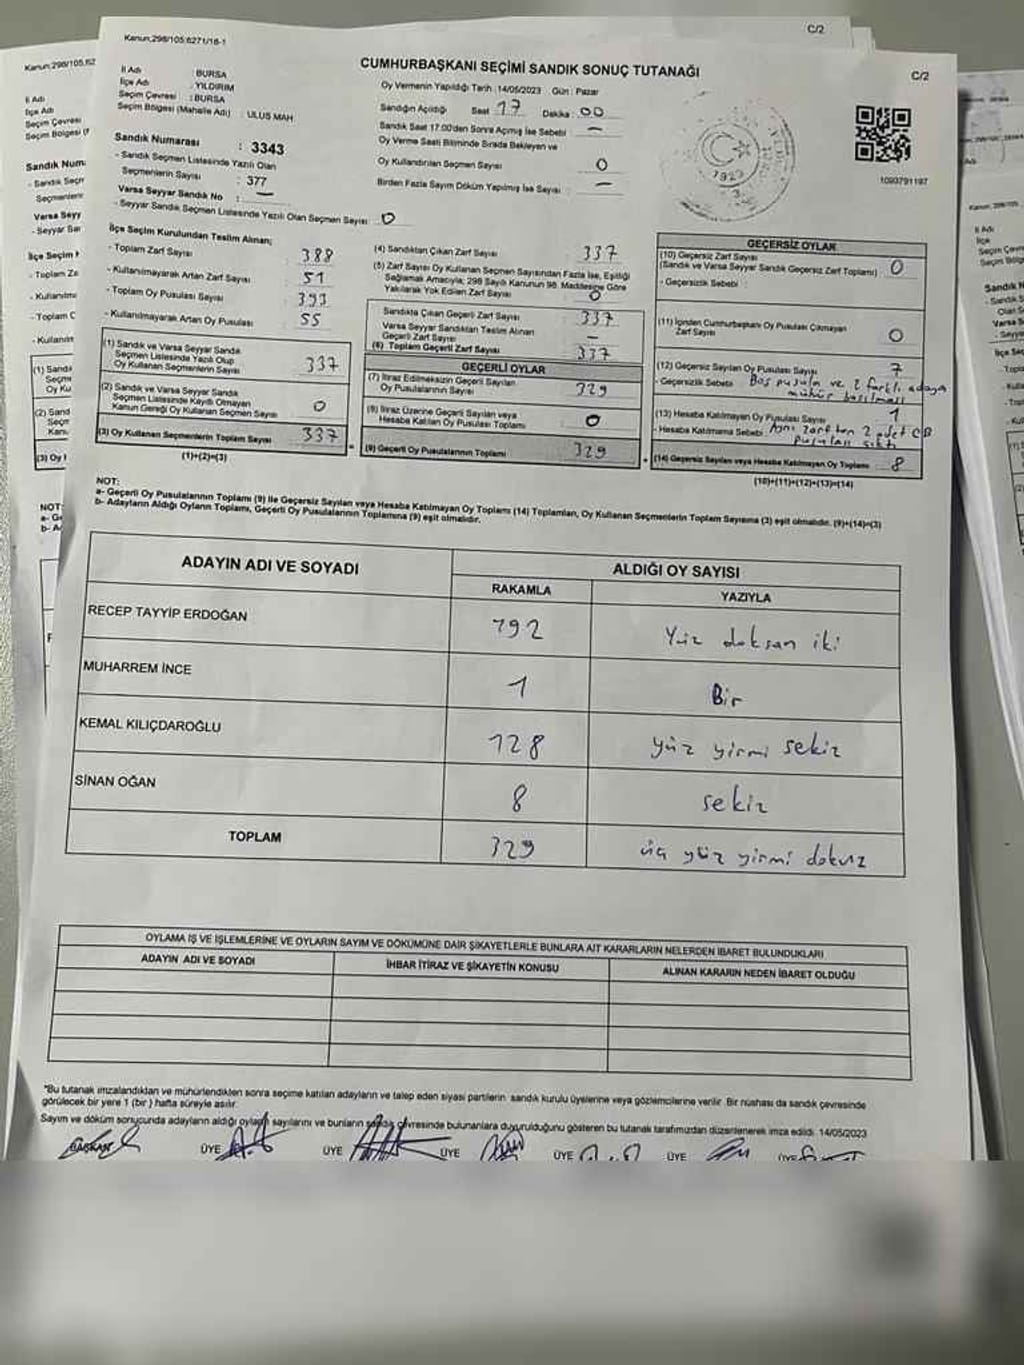 Kanun;298/105;6271/16-1
C/2
C/2
CUMHURBAŞKANI SEÇİMİ SANDIK SONUÇ TUTANAĞI
İl Adı : BURSA
İlçe Adı : YILDIRIM
Seçim Çevresi : BURSA
Seçim Bölgesi (Mahalle Adı) : ULUS MAH
Oy Vermenin Yapıldığı Tarih :14/05/2023 Gün : Pazar
Sandığın Açıldığı Saat 17 Dakika : 00
Sandık Saat 17:00'den Sonra Açmış İse Sebebi —
Oy Verme Saati Bitiminde Sırada Bekleyen ve
Oy Kullandırılan Seçmen Sayısı 0
Birden Fazla Sayım Döküm Yapılmış İse Sayısı : —
1090791197
Sandık Numarası : 3343
- Sandık Seçmen Listesinde Yazılı Olan
Seçmenlerin Sayısı : 377
Varsa Seyyar Sandık No : —
- Seyyar Sandık Seçmen Listesinde Yazılı Olan Seçmen Sayısı : 0
İlçe Seçim Kurulundan Teslim Alınan;
- Toplam Zarf Sayısı 388
- Kullanılmayarak Artan Zarf Sayısı 51
- Toplam Oy Pusulası Sayısı 393
- Kullanılmayarak Artan Oy Pusulası 55
(1) Sandık ve Varsa Seyyar Sandık
Seçmen Listesinde Yazılı Olup
Oy Kullanan Seçmenlerin Sayısı 337
(2) Sandık ve Varsa Seyyar Sandık
Seçmen Listesinde Kayıtlı Olmayan
Kanun Gereği Oy Kullanan Seçmen Sayısı 0
(3) Oy Kullanan Seçmenlerin Toplam Sayısı 337
(1)+(2)=(3)
(4) Sandıktan Çıkan Zarf Sayısı 337
(5) Zarf Sayısı Oy Kullanan Seçmen Sayısından Fazla İse, Eşitliği
Sağlamak Amacıyla; 298 Sayılı Kanunun 98. Maddesine Göre
Yakılarak Yok Edilen Zarf Sayısı 0
Sandıkta Çıkan Geçerli Zarf Sayısı 337
Varsa Seyyar Sandıktan Teslim Alınan
Geçerli Zarf Sayısı —
(6) Toplam Geçerli Zarf Sayısı 337
GEÇERLİ OYLAR
(7) İtiraz Edilmeksizin Geçerli Sayılan
Oy Pusulalarının Sayısı 329
(8) İtiraz Üzerine Geçerli Sayılan veya
Hesaba Katılan Oy Pusulası Toplamı 0
(9) Geçerli Oy Pusulalarının Toplamı 329
GEÇERSİZ OYLAR
(10) Geçersiz Zarf Sayısı
(Sandık ve Varsa Seyyar Sandık Geçersiz Zarf Toplamı) 0
- Geçersizlik Sebebi :
(11) İçinden Cumhurbaşkanı Oy Pusulası Çıkmayan
Zarf Sayısı 0
(12) Geçersiz Sayılan Oy Pusulası Sayısı 7
- Geçersizlik Sebebi : Boş pusula ve 2 farklı adaya
mühür basılması
(13) Hesaba Katılmayan Oy Pusulası Sayısı 1
- Hesaba Katılmama Sebebi : Aynı zarftan 2 adet CB
pusulası çıktı
(14) Geçersiz Sayılan veya Hesaba Katılmayan Oy Toplamı 8
(10)+(11)+(12)+(13)=(14)
NOT:
a- Geçerli Oy Pusulalarının Toplamı (9) ile Geçersiz Sayılan veya Hesaba Katılmayan Oy Toplamı (14) Toplamları, Oy Kullanan Seçmenlerin Toplam Sayısına (3) eşit olmalıdır. (9)+(14)=(3)
b- Adayların Aldığı Oyların Toplamı, Geçerli Oy Pusulalarının Toplamına (9) eşit olmalıdır.
ADAYIN ADI VE SOYADI
ALDIĞI OY SAYISI
RAKAMLA
YAZIYLA
RECEP TAYYİP ERDOĞAN 192 Yüz doksan iki
MUHARREM İNCE 1 Bir
KEMAL KILIÇDAROĞLU 128 yüz yirmi sekiz
SİNAN OĞAN 8 sekiz
TOPLAM 329 üç yüz yirmi dokuz
OYLAMA İŞ VE İŞLEMLERİNE VE OYLARIN SAYIM VE DÖKÜMÜNE DAİR ŞİKAYETLERLE BUNLARA AİT KARARLARIN NELERDEN İBARET BULUNDUKLARI
ADAYIN ADI VE SOYADI
İHBAR İTİRAZ VE ŞİKAYETİN KONUSU
ALINAN KARARIN NEDEN İBARET OLDUĞU
"Bu tutanak imzalandıktan ve mühürlendikten sonra seçime katılan adayların ve talep eden siyasi partilerin sandık kurulu üyelerine veya gözlemcilerine verilir. Bir nüshası da sandık çevresinde
görülecek bir yere 1 (bir ) hafta süreyle asılır.
Sayım ve döküm sonucunda adayların aldığı oyların sayılarını ve bunların sandık çevresinde bulunanlara duyurulduğunu gösteren bu tutanak tarafımızdan düzenlenerek imza edildi. 14/05/2023
BAŞKAN ÜYE ÜYE ÜYE ÜYE ÜYE ÜYE